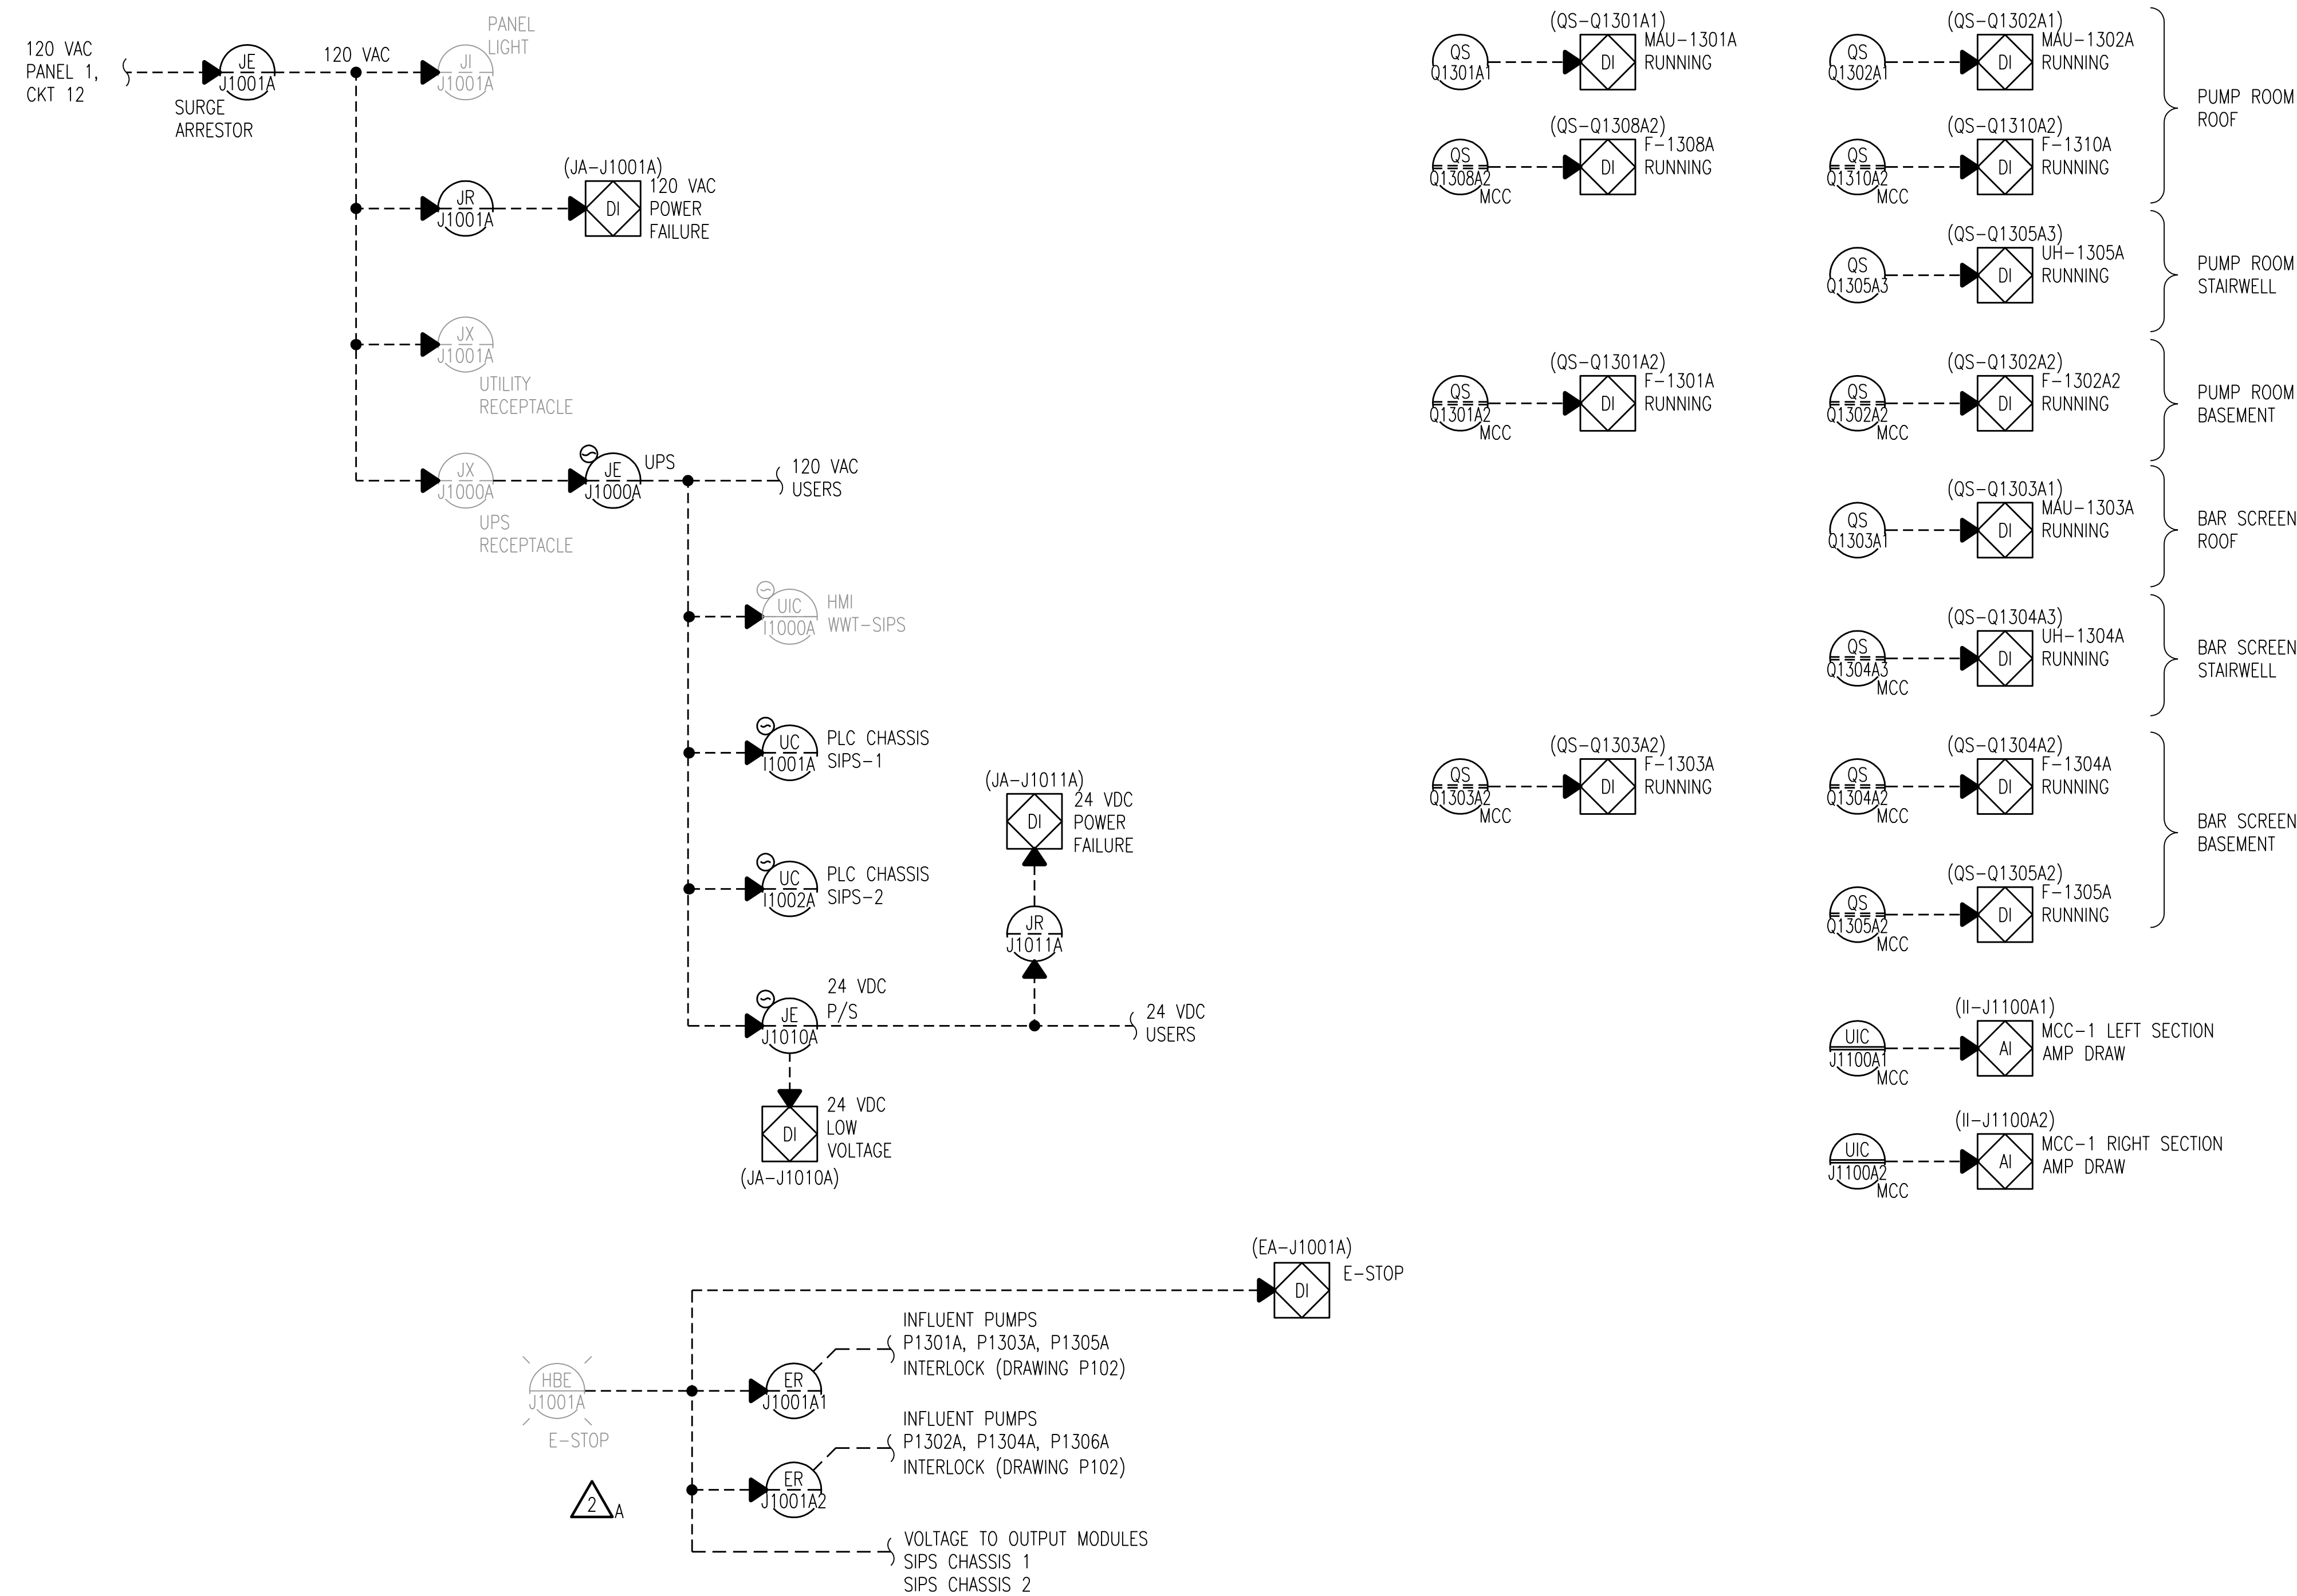 120 VAC
PANEL 1,
CKT 12
JE
J1001A
SURGE
ARRESTOR
120 VAC
PANEL
LIGHT
JI
J1001A
JR
J1001A
(JA-J1001A)
DI
120 VAC
POWER
FAILURE
JX
J1001A
UTILITY
RECEPTACLE
JX
J1000A
UPS
RECEPTACLE
JE
J1000A
UPS
120 VAC
USERS
UIC
I1000A
HMI
WWT-SIPS
UC
I1001A
PLC CHASSIS
SIPS-1
UC
I1002A
PLC CHASSIS
SIPS-2
(JA-J1011A)
DI
24 VDC
POWER
FAILURE
JR
J1011A
JE
J1010A
24 VDC
P/S
24 VDC
USERS
DI
24 VDC
LOW
VOLTAGE
(JA-J1010A)
(EA-J1001A)
DI
E-STOP
HBE
J1001A
E-STOP
ER
J1001A1
INFLUENT PUMPS
P1301A, P1303A, P1305A
INTERLOCK (DRAWING P102)
ER
J1001A2
INFLUENT PUMPS
P1302A, P1304A, P1306A
INTERLOCK (DRAWING P102)
2
A
VOLTAGE TO OUTPUT MODULES
SIPS CHASSIS 1
SIPS CHASSIS 2
QS
Q1301A1
(QS-Q1301A1)
DI
MAU-1301A
RUNNING
QS
Q1302A1
(QS-Q1302A1)
DI
MAU-1302A
RUNNING
QS
Q1308A2
MCC
(QS-Q1308A2)
DI
F-1308A
RUNNING
QS
Q1310A2
MCC
(QS-Q1310A2)
DI
F-1310A
RUNNING
PUMP ROOM
ROOF
QS
Q1305A3
(QS-Q1305A3)
DI
UH-1305A
RUNNING
PUMP ROOM
STAIRWELL
QS
Q1301A2
MCC
(QS-Q1301A2)
DI
F-1301A
RUNNING
QS
Q1302A2
MCC
(QS-Q1302A2)
DI
F-1302A2
RUNNING
PUMP ROOM
BASEMENT
QS
Q1303A1
(QS-Q1303A1)
DI
MAU-1303A
RUNNING
BAR SCREEN
ROOF
QS
Q1304A3
MCC
(QS-Q1304A3)
DI
UH-1304A
RUNNING
BAR SCREEN
STAIRWELL
QS
Q1303A2
MCC
(QS-Q1303A2)
DI
F-1303A
RUNNING
QS
Q1304A2
MCC
(QS-Q1304A2)
DI
F-1304A
RUNNING
QS
Q1305A2
MCC
(QS-Q1305A2)
DI
F-1305A
RUNNING
BAR SCREEN
BASEMENT
UIC
J1100A1
MCC
(II-J1100A1)
AI
MCC-1 LEFT SECTION
AMP DRAW
UIC
J1100A2
MCC
(II-J1100A2)
AI
MCC-1 RIGHT SECTION
AMP DRAW